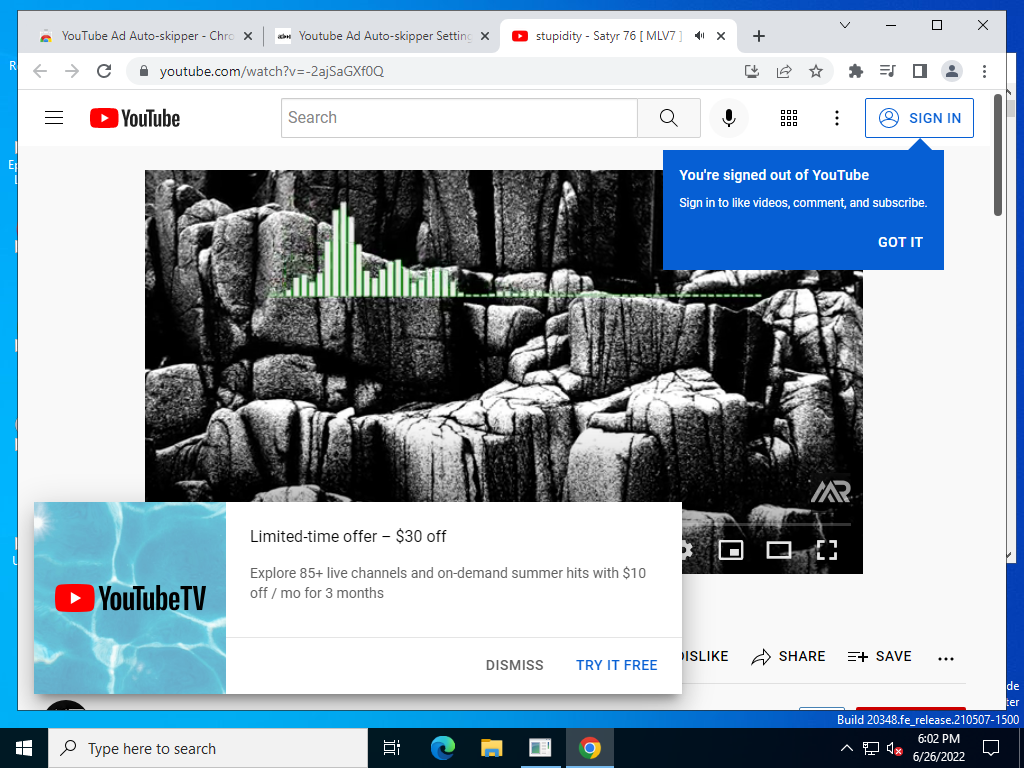 YouTube Ad Auto-skipper - Chro
Youtube Ad Auto-skipper Setting
stupidity - Satyr 76 [ MLV7 ]
youtube.com/watch?v=-2ajSaGXf0Q
YouTube
Search
SIGN IN
You're signed out of YouTube
Sign in to like videos, comment, and subscribe.
GOT IT
MR
YouTubeTV
Limited-time offer – $30 off
Explore 85+ live channels and on-demand summer hits with $10
off / mo for 3 months
DISMISS
TRY IT FREE
DISLIKE
SHARE
SAVE
Build 20348.fe_release.210507-1500
Type here to search
6:02 PM
6/26/2022